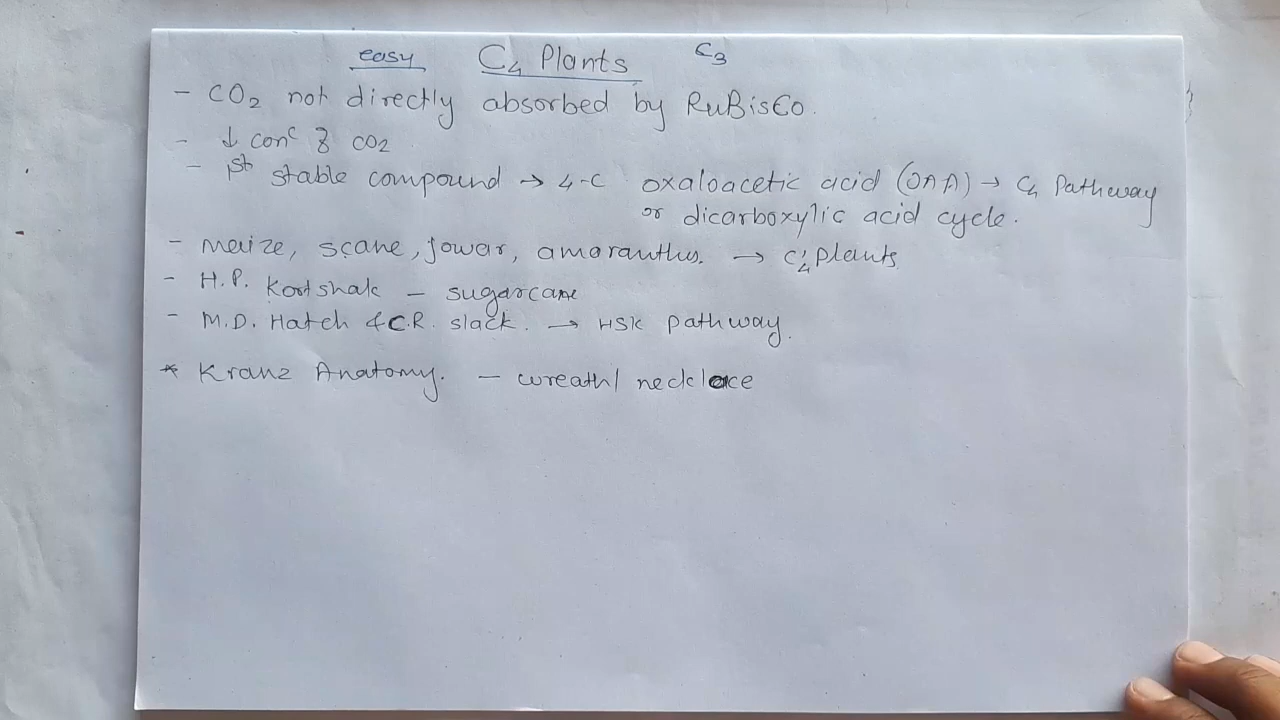 easy C4 Plants C3
- CO2 not directly absorbed by RuBisCo.
- ↓ conc of CO2
- 1st stable compound → 4-C oxaloacetic acid (OAA) → C4 Pathway
or dicarboxylic acid cycle.
- Maize, scane, Jowar, amaranthus. → C4 plants
- H.P. Kortshak - sugarcane
- M.D. Hatch & C.R. slack. → HSK pathway.
* Kranz Anatomy. - wreath/ necklace